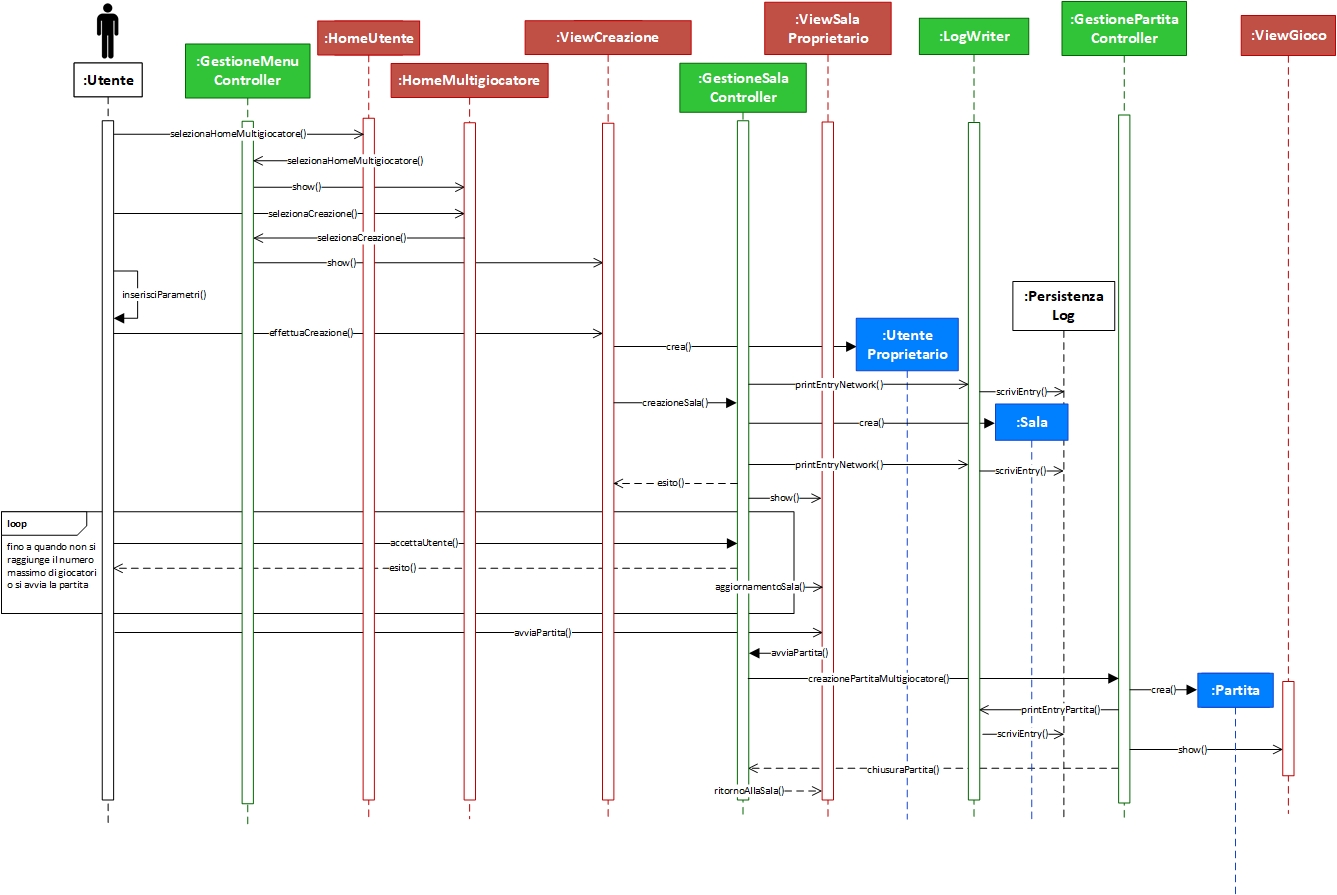 :Utente
:GestioneMenu
Controller
:HomeUtente
:HomeMultigiocatore
:ViewCreazione
:GestioneSala
Controller
:ViewSala
Proprietario
:LogWriter
:GestionePartita
Controller
:ViewGioco
selezionaHomeMultigiocatore()
selezionaHomeMultigiocatore()
show()
selezionaCreazione()
selezionaCreazione()
show()
inserisciParametri()
:Persistenza
Log
effettuaCreazione()
crea()
:Utente
Proprietario
printEntryNetwork()
scriviEntry()
creazioneSala()
crea()
:Sala
printEntryNetwork()
scriviEntry()
esito()
show()
loop
fino a quando non si
raggiunge il numero
massimo di giocatori
o si avvia la partita
accettaUtente()
esito()
aggiornamentoSala()
avviaPartita()
avviaPartita()
creazionePartitaMultigiocatore()
crea()
:Partita
printEntryPartita()
scriviEntry()
show()
chiusuraPartita()
ritornoAllaSala()